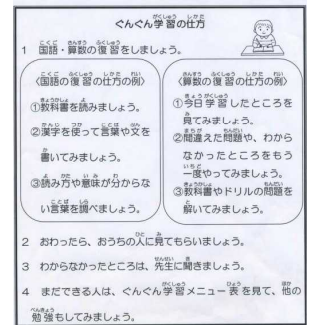 ぐんぐん学習の仕方
1 国語・算数の復習をしましょう。
〈国語の復習の仕方の例〉
①教科書を読みましょう。
②漢字を使って言葉や文を
書いてみましょう。
③読み方や意味が分からな
い言葉を調べましょう。
〈算数の復習の仕方の例〉
①今日学習したところを
見てみましょう。
②間違えた問題や、わから
なかったところをもう
一度やってみましょう。
③教科書やドリルの問題を
解いてみましょう。
2 おわったら、おうちの人に見てもらいましょう。
3 わからなかったところは、先生に聞きましょう。
4 まだできる人は、ぐんぐん学習メニュー表を見て、他の
勉強もしてみましょう。